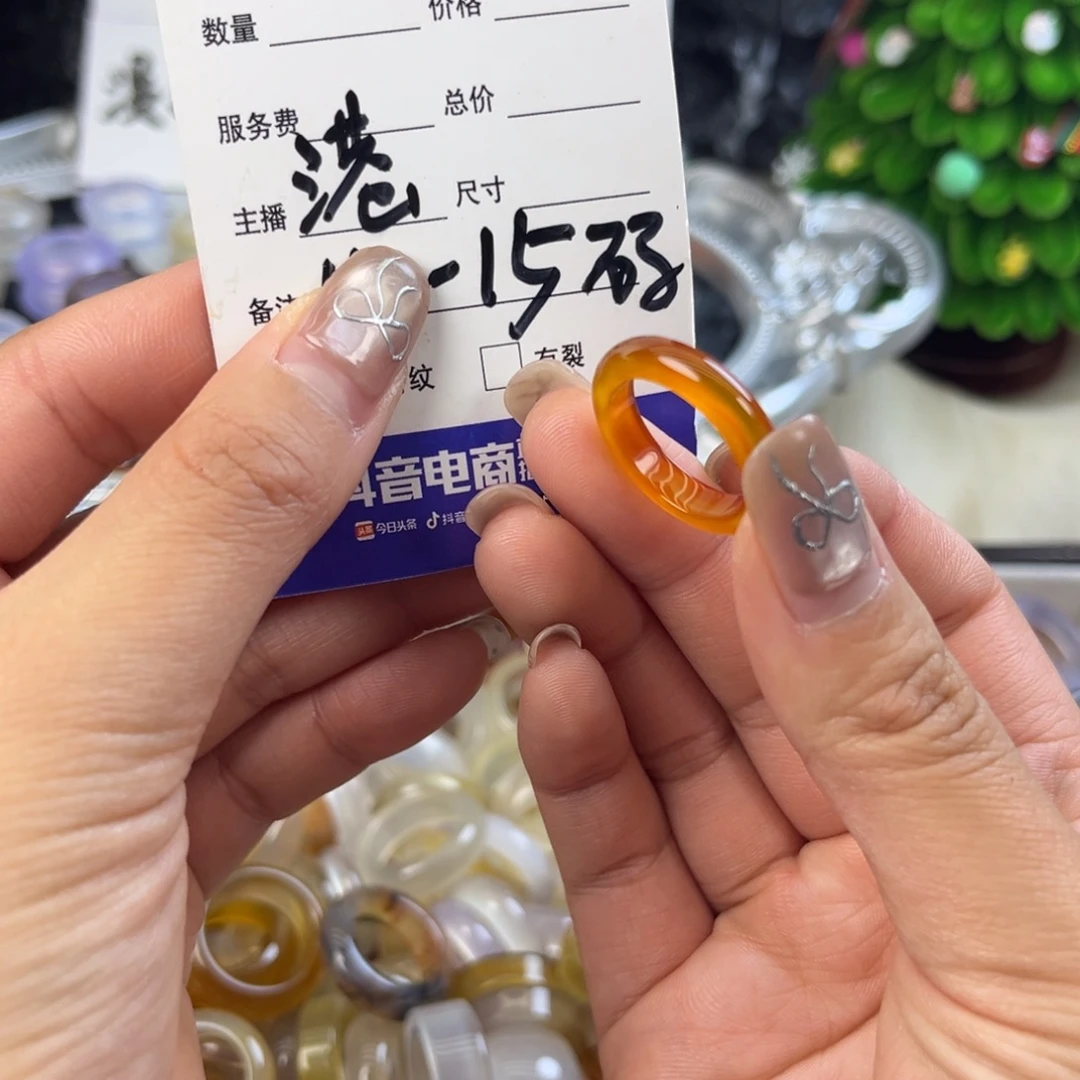 数量 价格
服务费 总价
主播 港 尺寸
备注 -15码
纹 有裂
抖音电商
今日头条 抖音